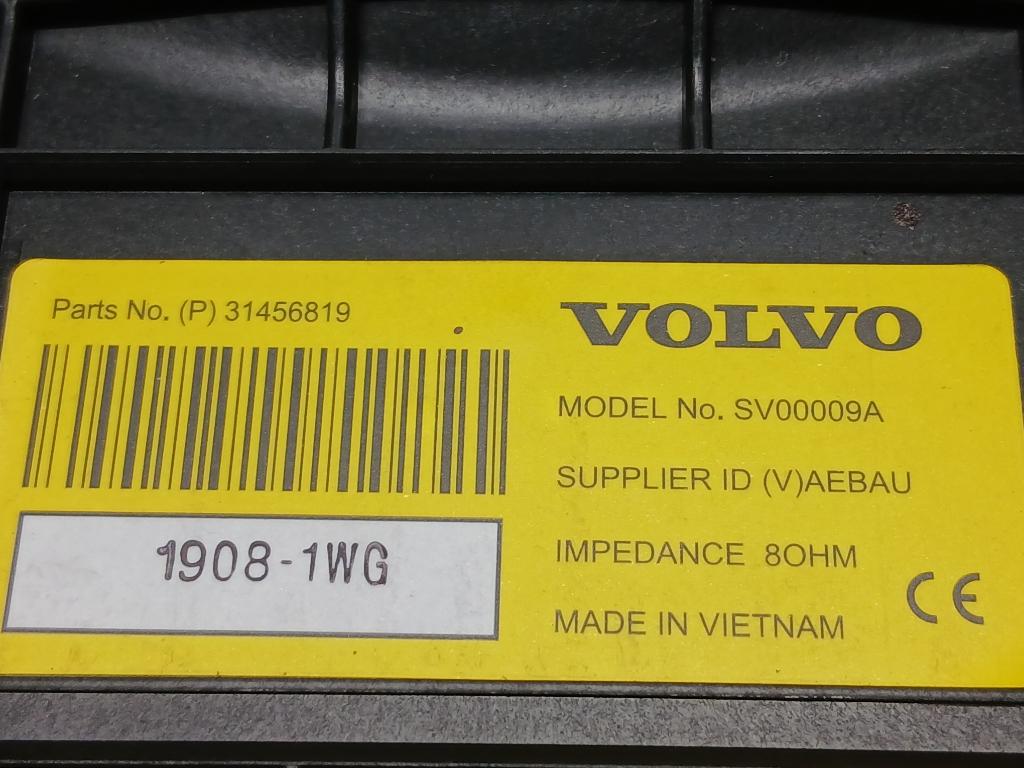 Parts No. (P) 31456819
1908-1WG
VOLVO
MODEL No. SV00009A
SUPPLIER ID (V)AEBAU
IMPEDANCE 8OHM
MADE IN VIETNAM
CE